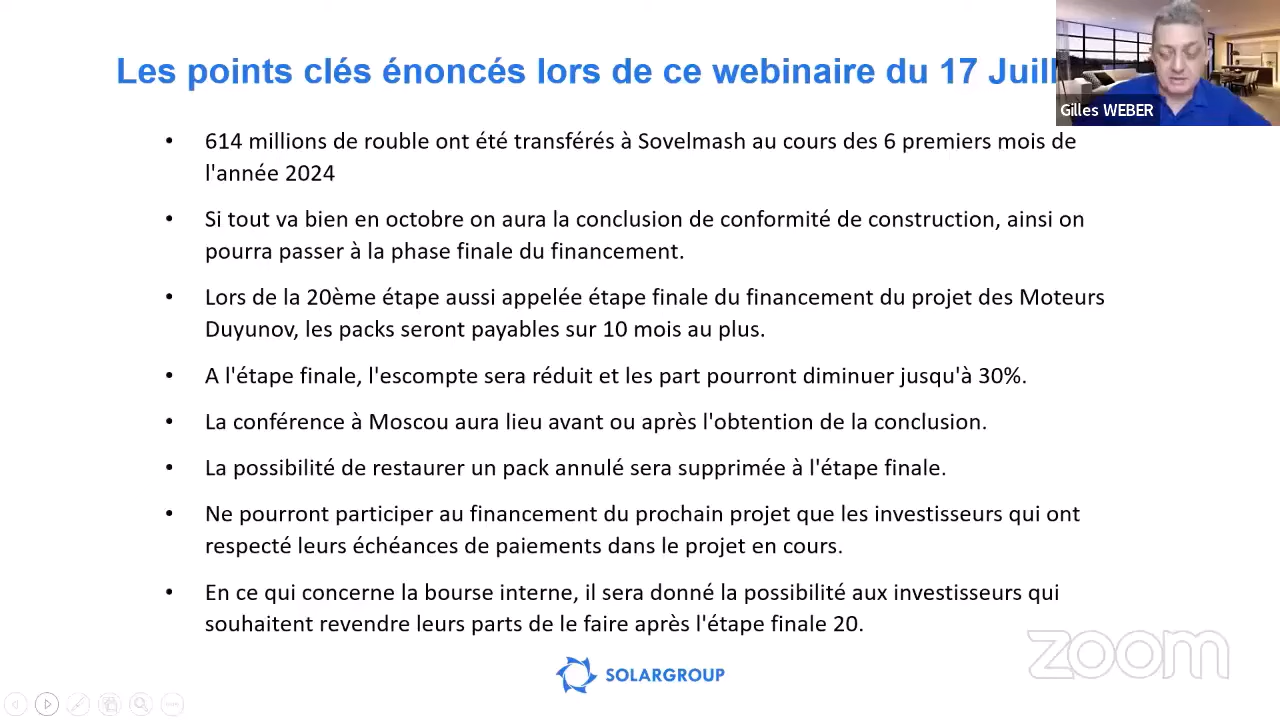 Les points clés énoncés lors de ce webinaire du 17 Juill
Gilles WEBER
• 614 millions de rouble ont été transférés à Sovelmash au cours des 6 premiers mois de
l'année 2024
• Si tout va bien en octobre on aura la conclusion de conformité de construction, ainsi on
pourra passer à la phase finale du financement.
• Lors de la 20ème étape aussi appelée étape finale du financement du projet des Moteurs
Duyunov, les packs seront payables sur 10 mois au plus.
• A l'étape finale, l'escompte sera réduit et les part pourront diminuer jusqu'à 30%.
• La conférence à Moscou aura lieu avant ou après l'obtention de la conclusion.
• La possibilité de restaurer un pack annulé sera supprimée à l'étape finale.
• Ne pourront participer au financement du prochain projet que les investisseurs qui ont
respecté leurs échéances de paiements dans le projet en cours.
• En ce qui concerne la bourse interne, il sera donné la possibilité aux investisseurs qui
souhaitent revendre leurs parts de le faire après l'étape finale 20.
zoom
SOLARGROUP